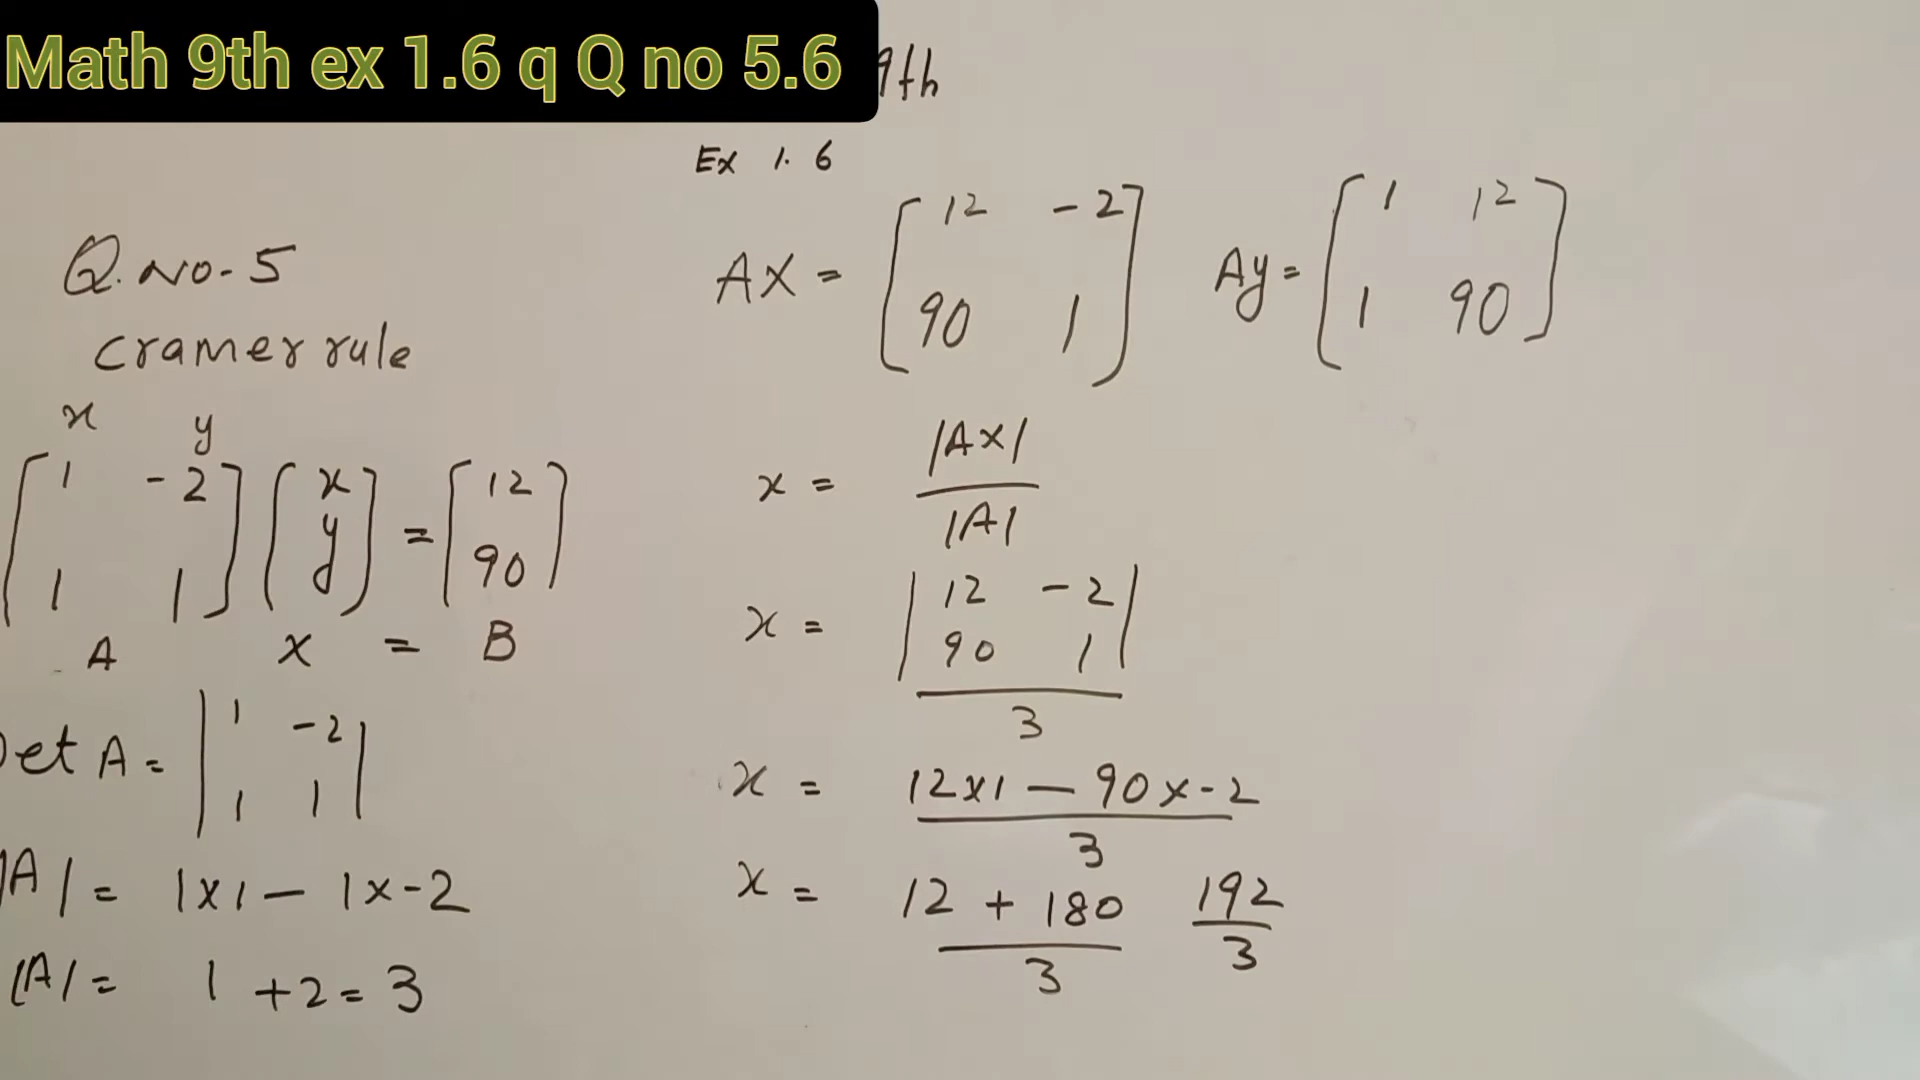 Math 9th ex 1.6 q Q no 5.6
9th
Ex 1.6
Q. No-5
cramer rule
x y
[1 -2] [x] = [12]
[1 1] [y] [90]
A X = B
Det A = |1 -2|
|1 1|
|A| = 1x1 — 1x-2
|A| = 1 +2 = 3
AX = [12 -2] Ay = [1 12]
[90 1] [1 90]
x = |AX|
|A|
x = |12 -2|
|90 1|
3
x = 12x1 — 90x-2
3
x = 12 + 180 192
3 3